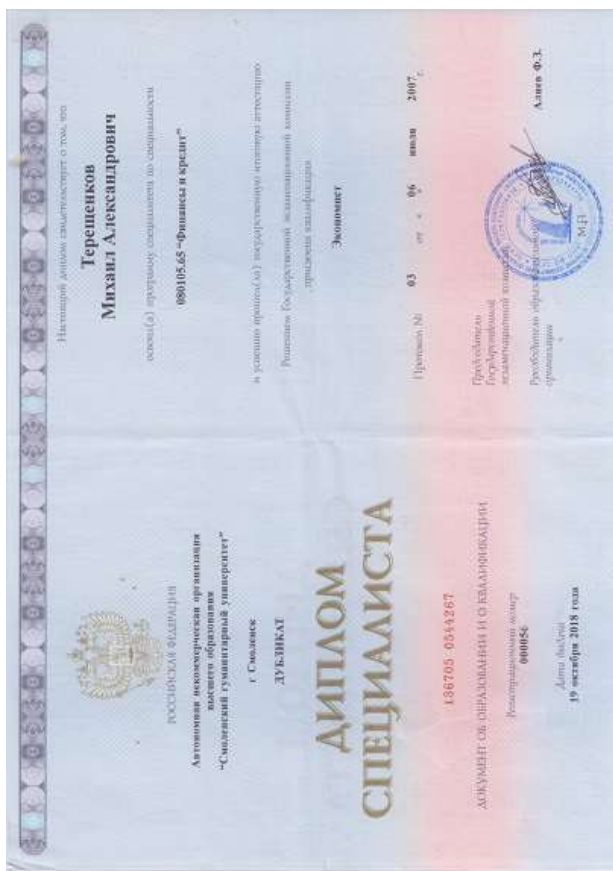 РОССИЙСКАЯ ФЕДЕРАЦИЯ
Автономная некоммерческая организация
высшего образования
“Смоленский гуманитарный университет”
г Смоленск
ДУБЛИКАТ
ДИПЛОМ
СПЕЦИАЛИСТА
136705 0544267
ДОКУМЕНТ ОБ ОБРАЗОВАНИИ И О КВАЛИФИКАЦИИ
Регистрационный номер
000056
Дата выдачи
19 октября 2018 года
Настоящий диплом свидетельствует о том, что
Терещенков
Михаил Александрович
освоил(а) программу специалитета по специальности
080105.65 “Финансы и кредит”
и успешно прошел(ла) государственную итоговую аттестацию
Решением Государственной экзаменационной комиссии
присвоена квалификация
Экономист
Протокол № 03 от « 06 » июля 2007 г.
Председатель
Государственной
экзаменационной комиссии
Руководитель образовательной
организации
Алиев Ф.З.
М.П.